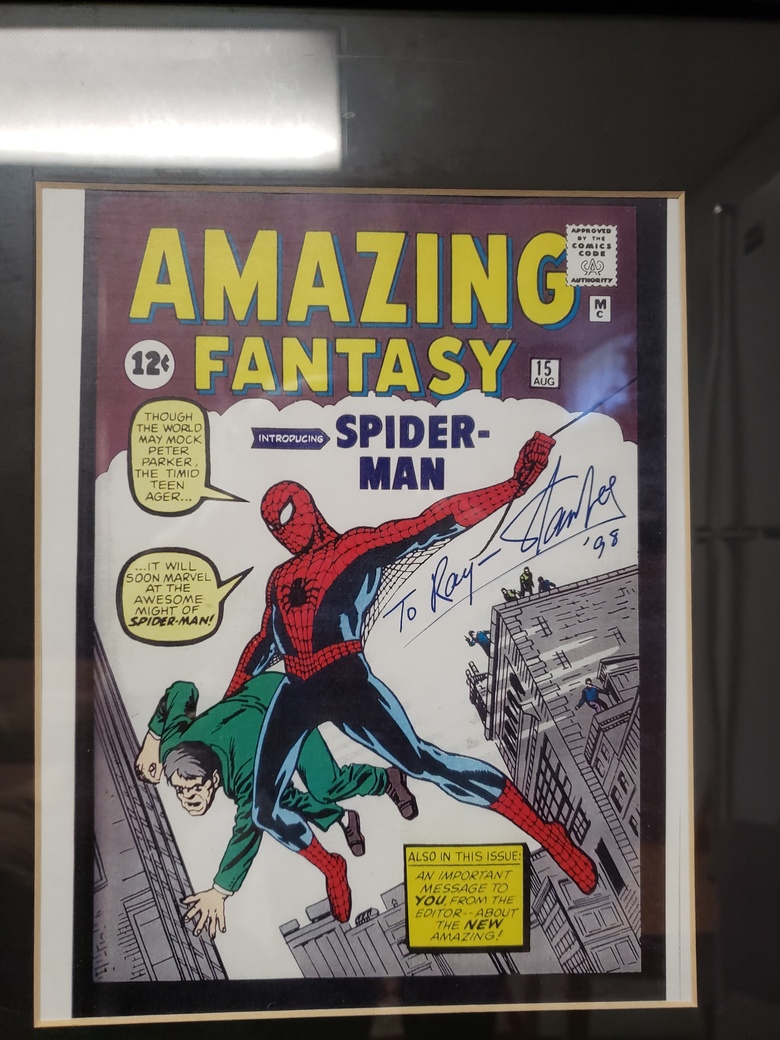 AMAZING
FANTASY
APPROVED
BY THE
COMICS
CODE
AUTHORITY
M
C
12¢
15
AUG
INTRODUCING
SPIDER-
MAN
THOUGH
THE WORLD
MAY MOCK
PETER
PARKER,
THE TIMID
TEEN
AGER...
...IT WILL
SOON MARVEL
AT THE
AWESOME
MIGHT OF
SPIDER-MAN!
To Ray— Stan Lee
'98
ALSO IN THIS ISSUE:
AN IMPORTANT
MESSAGE TO
YOU, FROM THE
EDITOR--ABOUT
THE NEW
AMAZING!